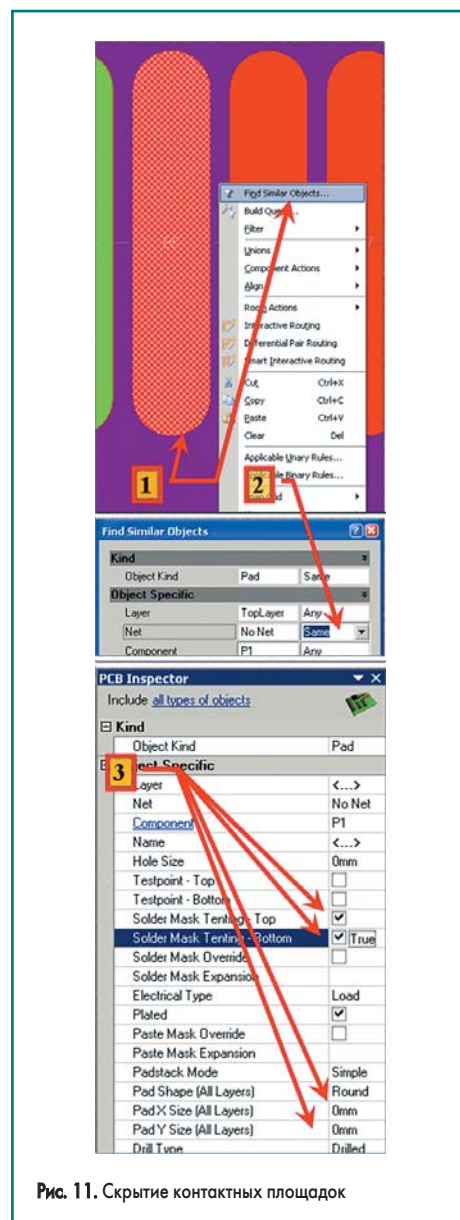 Find Similar Objects...
Build
Filter
Unions
Component Actions
Align
Actions
Interactive Routing
Differential Pair Routing
Smart Interactive Routing
Cut Ctrl+X
Copy Ctrl+C
Paste Ctrl+V
Clear Del
Applicable Unary Rules...
Binary Rules...
1
2
Find Similar Objects
Kind
Object Kind Pad Same
Object Specific
Layer TopLayer Any
Net No Net Same
Component P1 Any
PCB Inspector
Include all types of objects
Kind
Object Kind Pad
3
Specific
Layer <...>
Net No Net
Component P1
Name <...>
Hole Size 0mm
Testpoint - Top
Testpoint - Bottom
Solder Mask Tenting - Top
Solder Mask Tenting - Bottom True
Solder Mask Override
Solder Mask Expansion
Electrical Type Load
Plated
Paste Mask Override
Paste Mask Expansion
Padstack Mode Simple
Pad Shape (All Layers) Round
Pad X Size (All Layers) 0mm
Pad Y Size (All Layers) 0mm
Drill Type Drilled
Рис. 11. Скрытие контактных площадок